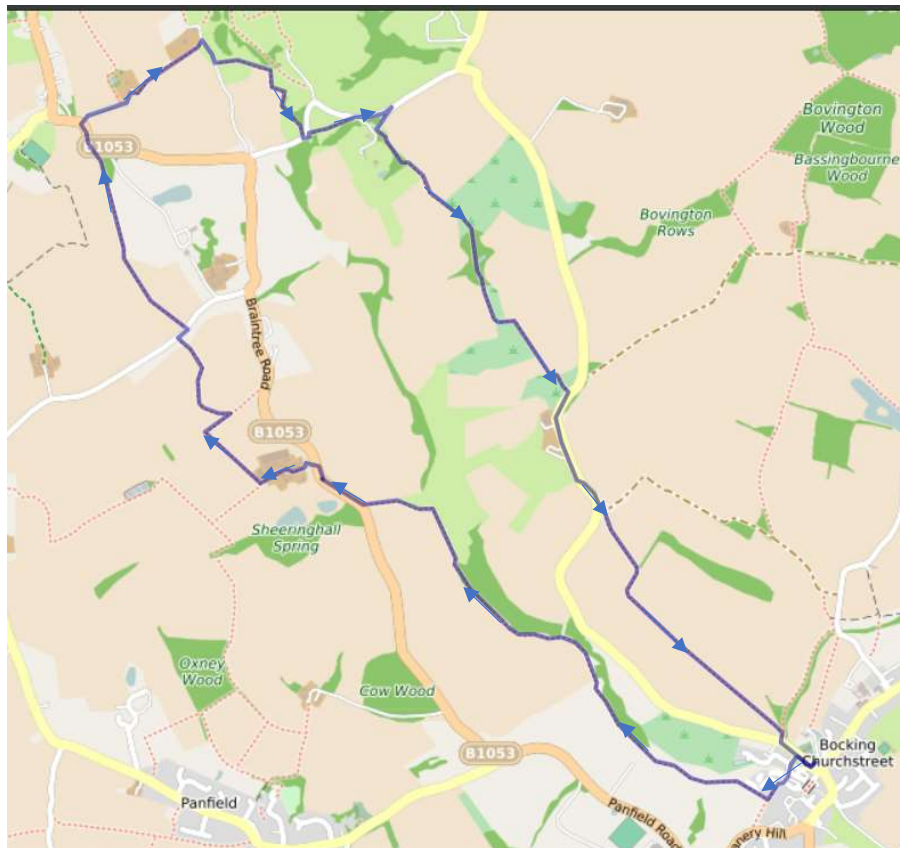 Bovington
Wood
B1053
Bassingbourne
Wood
Bovington
Rows
Braintree Road
B1053
Sheeringhall
Spring
Oxney
Wood
Cow Wood
Bocking
Churchstreet
B1053
Panfield
Panfield Road
anery Hill